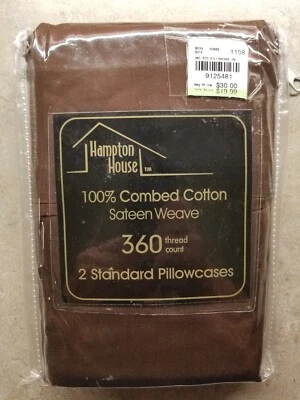 1108
9125481
$30.00
$19.99
Hampton
House TM
100% Combed Cotton
Sateen Weave
360 thread count
2 Standard Pillowcases